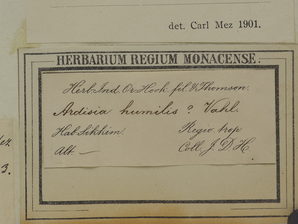 det. Carl Mez 1901.
HERBARIUM REGIUM MONACENSE.
Herb. Ind. Or. Hook. fil. & Thomson.
Ardisia humilis? Vahl.
Hab. Sikkim. Regio trop.
Alt. — Coll. J. D. H.
3.